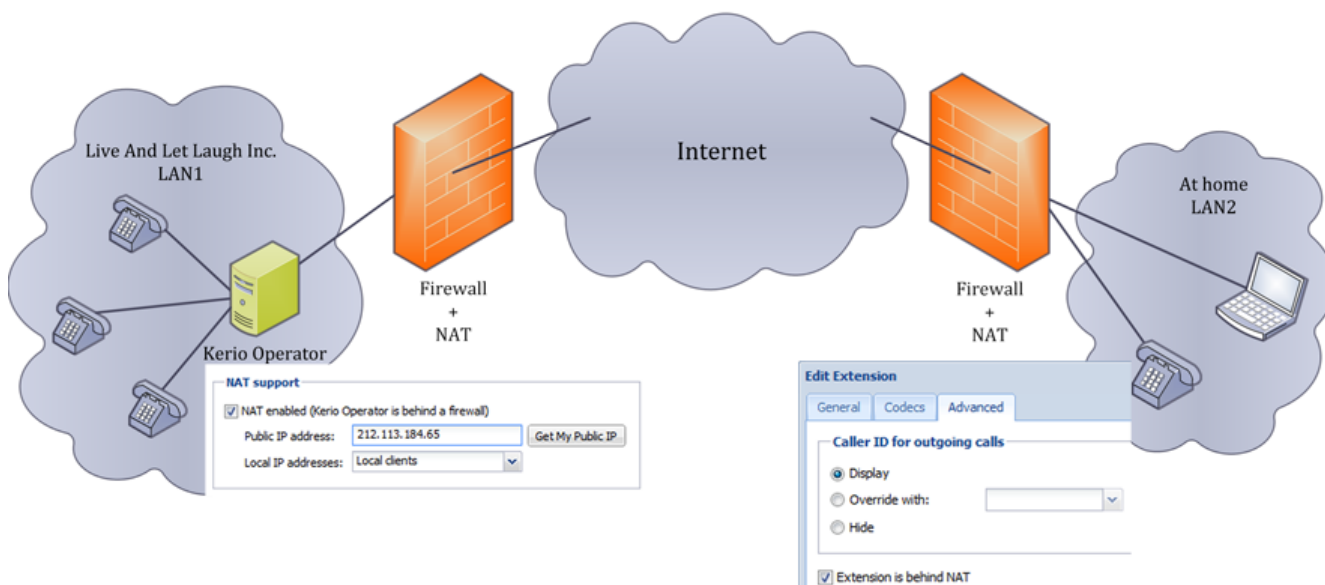 Live And Let Laugh Inc.
LAN1
Internet
At home
LAN2
Firewall
+
NAT
Firewall
+
NAT
Kerio Operator
NAT support
NAT enabled (Kerio Operator is behind a firewall)
Public IP address: 212.113.184.65 Get My Public IP
Local IP addresses: Local clients
Edit Extension
General Codecs Advanced
Caller ID for outgoing calls
Display
Override with:
Hide
Extension is behind NAT